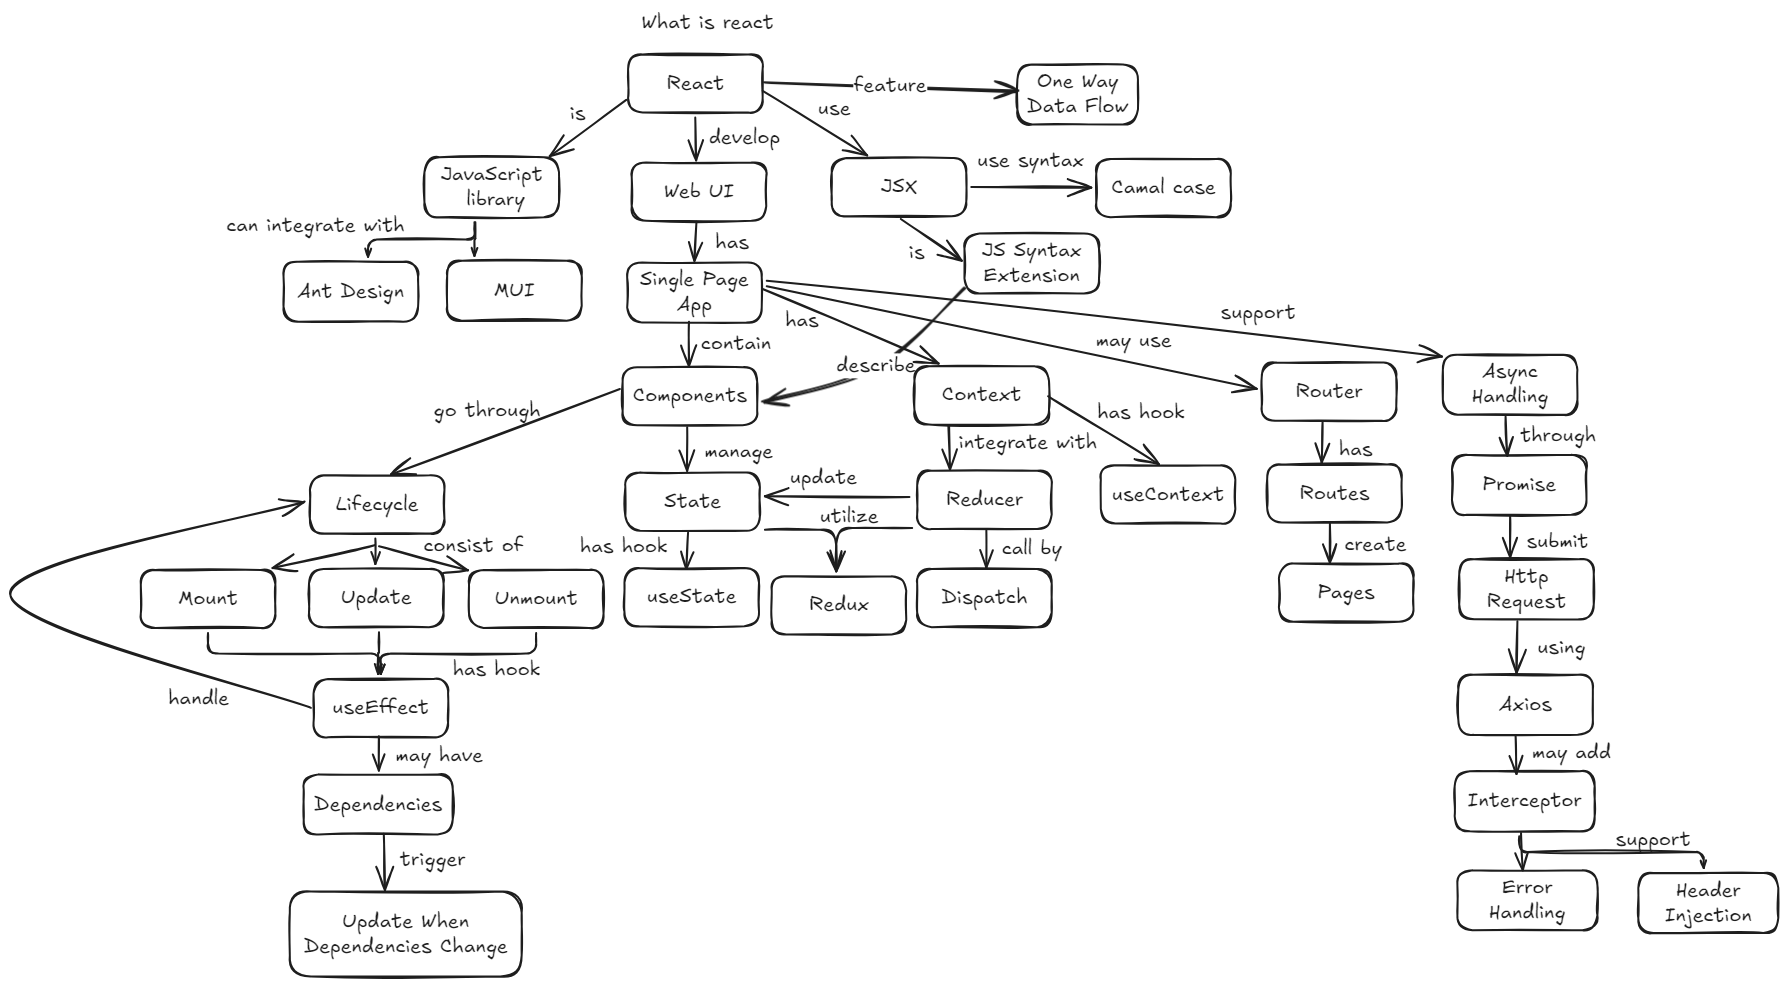 What is react
React
feature
One Way
Data Flow
is
use
develop
JavaScript
library
Web UI
JSX
use syntax
Camal case
can integrate with
has
is
JS Syntax
Extension
Ant Design
MUI
Single Page
App
has
support
may use
contain
describe
Components
Context
Router
Async
Handling
go through
has hook
manage
integrate with
has
through
Lifecycle
State
update
Reducer
useContext
Routes
Promise
utilize
consist of
has hook
call by
create
submit
Mount
Update
Unmount
useState
Redux
Dispatch
Pages
Http
Request
has hook
using
handle
useEffect
Axios
may have
may add
Dependencies
Interceptor
trigger
support
Update When
Dependencies Change
Error
Handling
Header
Injection